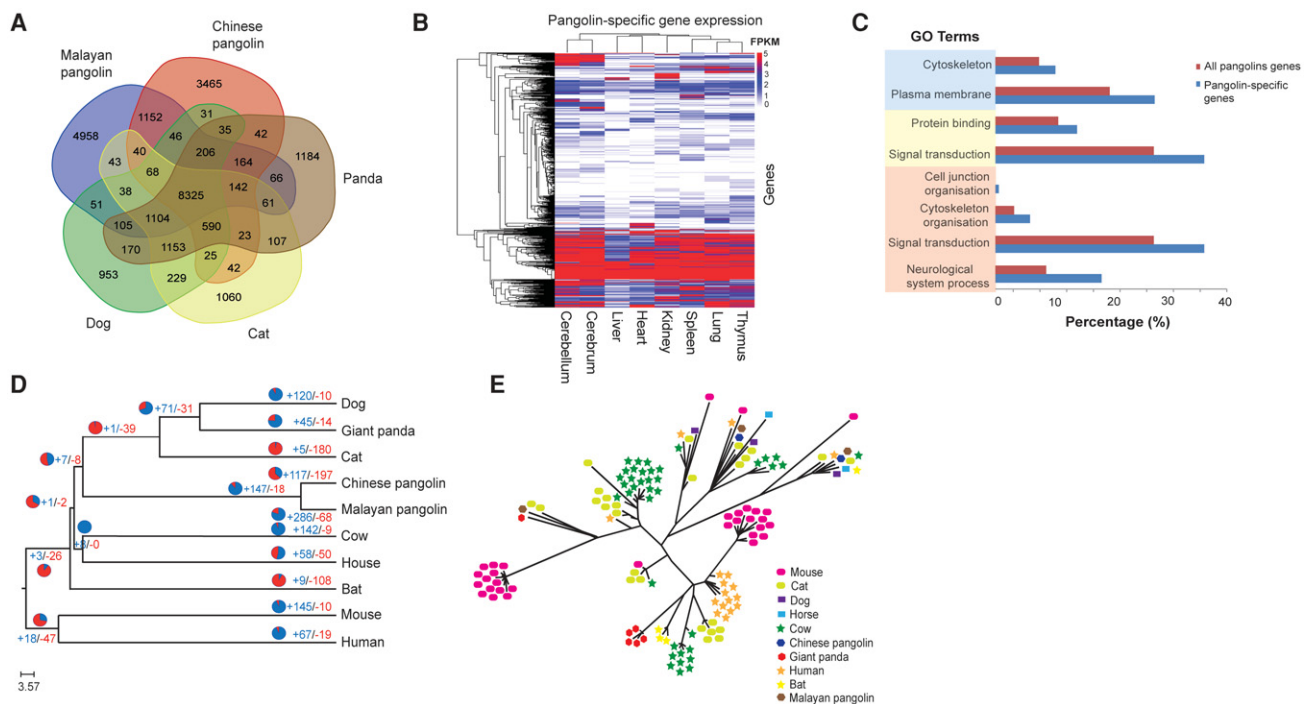 A
Chinese
pangolin
Malayan
pangolin
3465
1152
31
4958
46
35
42
40
206
1184
43
164
68
66
Panda
142
38
8325
51
61
1104
105
590
23
170
1153
107
25
953
229
42
1060
Dog
Cat
B
Pangolin-specific gene expression
FPKM
5
4
3
2
1
0
Genes
Cerebellum
Cerebrum
Liver
Heart
Kidney
Spleen
Lung
Thymus
C
GO Terms
Cytoskeleton
Plasma membrane
Protein binding
Signal transduction
Cell junction
organisation
Cytoskeleton
organisation
Signal transduction
Neurological
system process
All pangolins genes
Pangolin-specific
genes
0 10 20 30 40
Percentage (%)
D
+120/-10
Dog
+71/-31
+45/-14
Giant panda
+1/-39
+5/-180
Cat
+7/-8
+117/-197
Chinese pangolin
+147/-18
Malayan pangolin
+286/-68
+1/-2
+142/-9
Cow
+8/-0
+3/-26
+58/-50
House
+9/-108
Bat
+145/-10
Mouse
+18/-47
+67/-19
Human
3.57
E
Mouse
Cat
Dog
Horse
Cow
Chinese pangolin
Giant panda
Human
Bat
Malayan pangolin